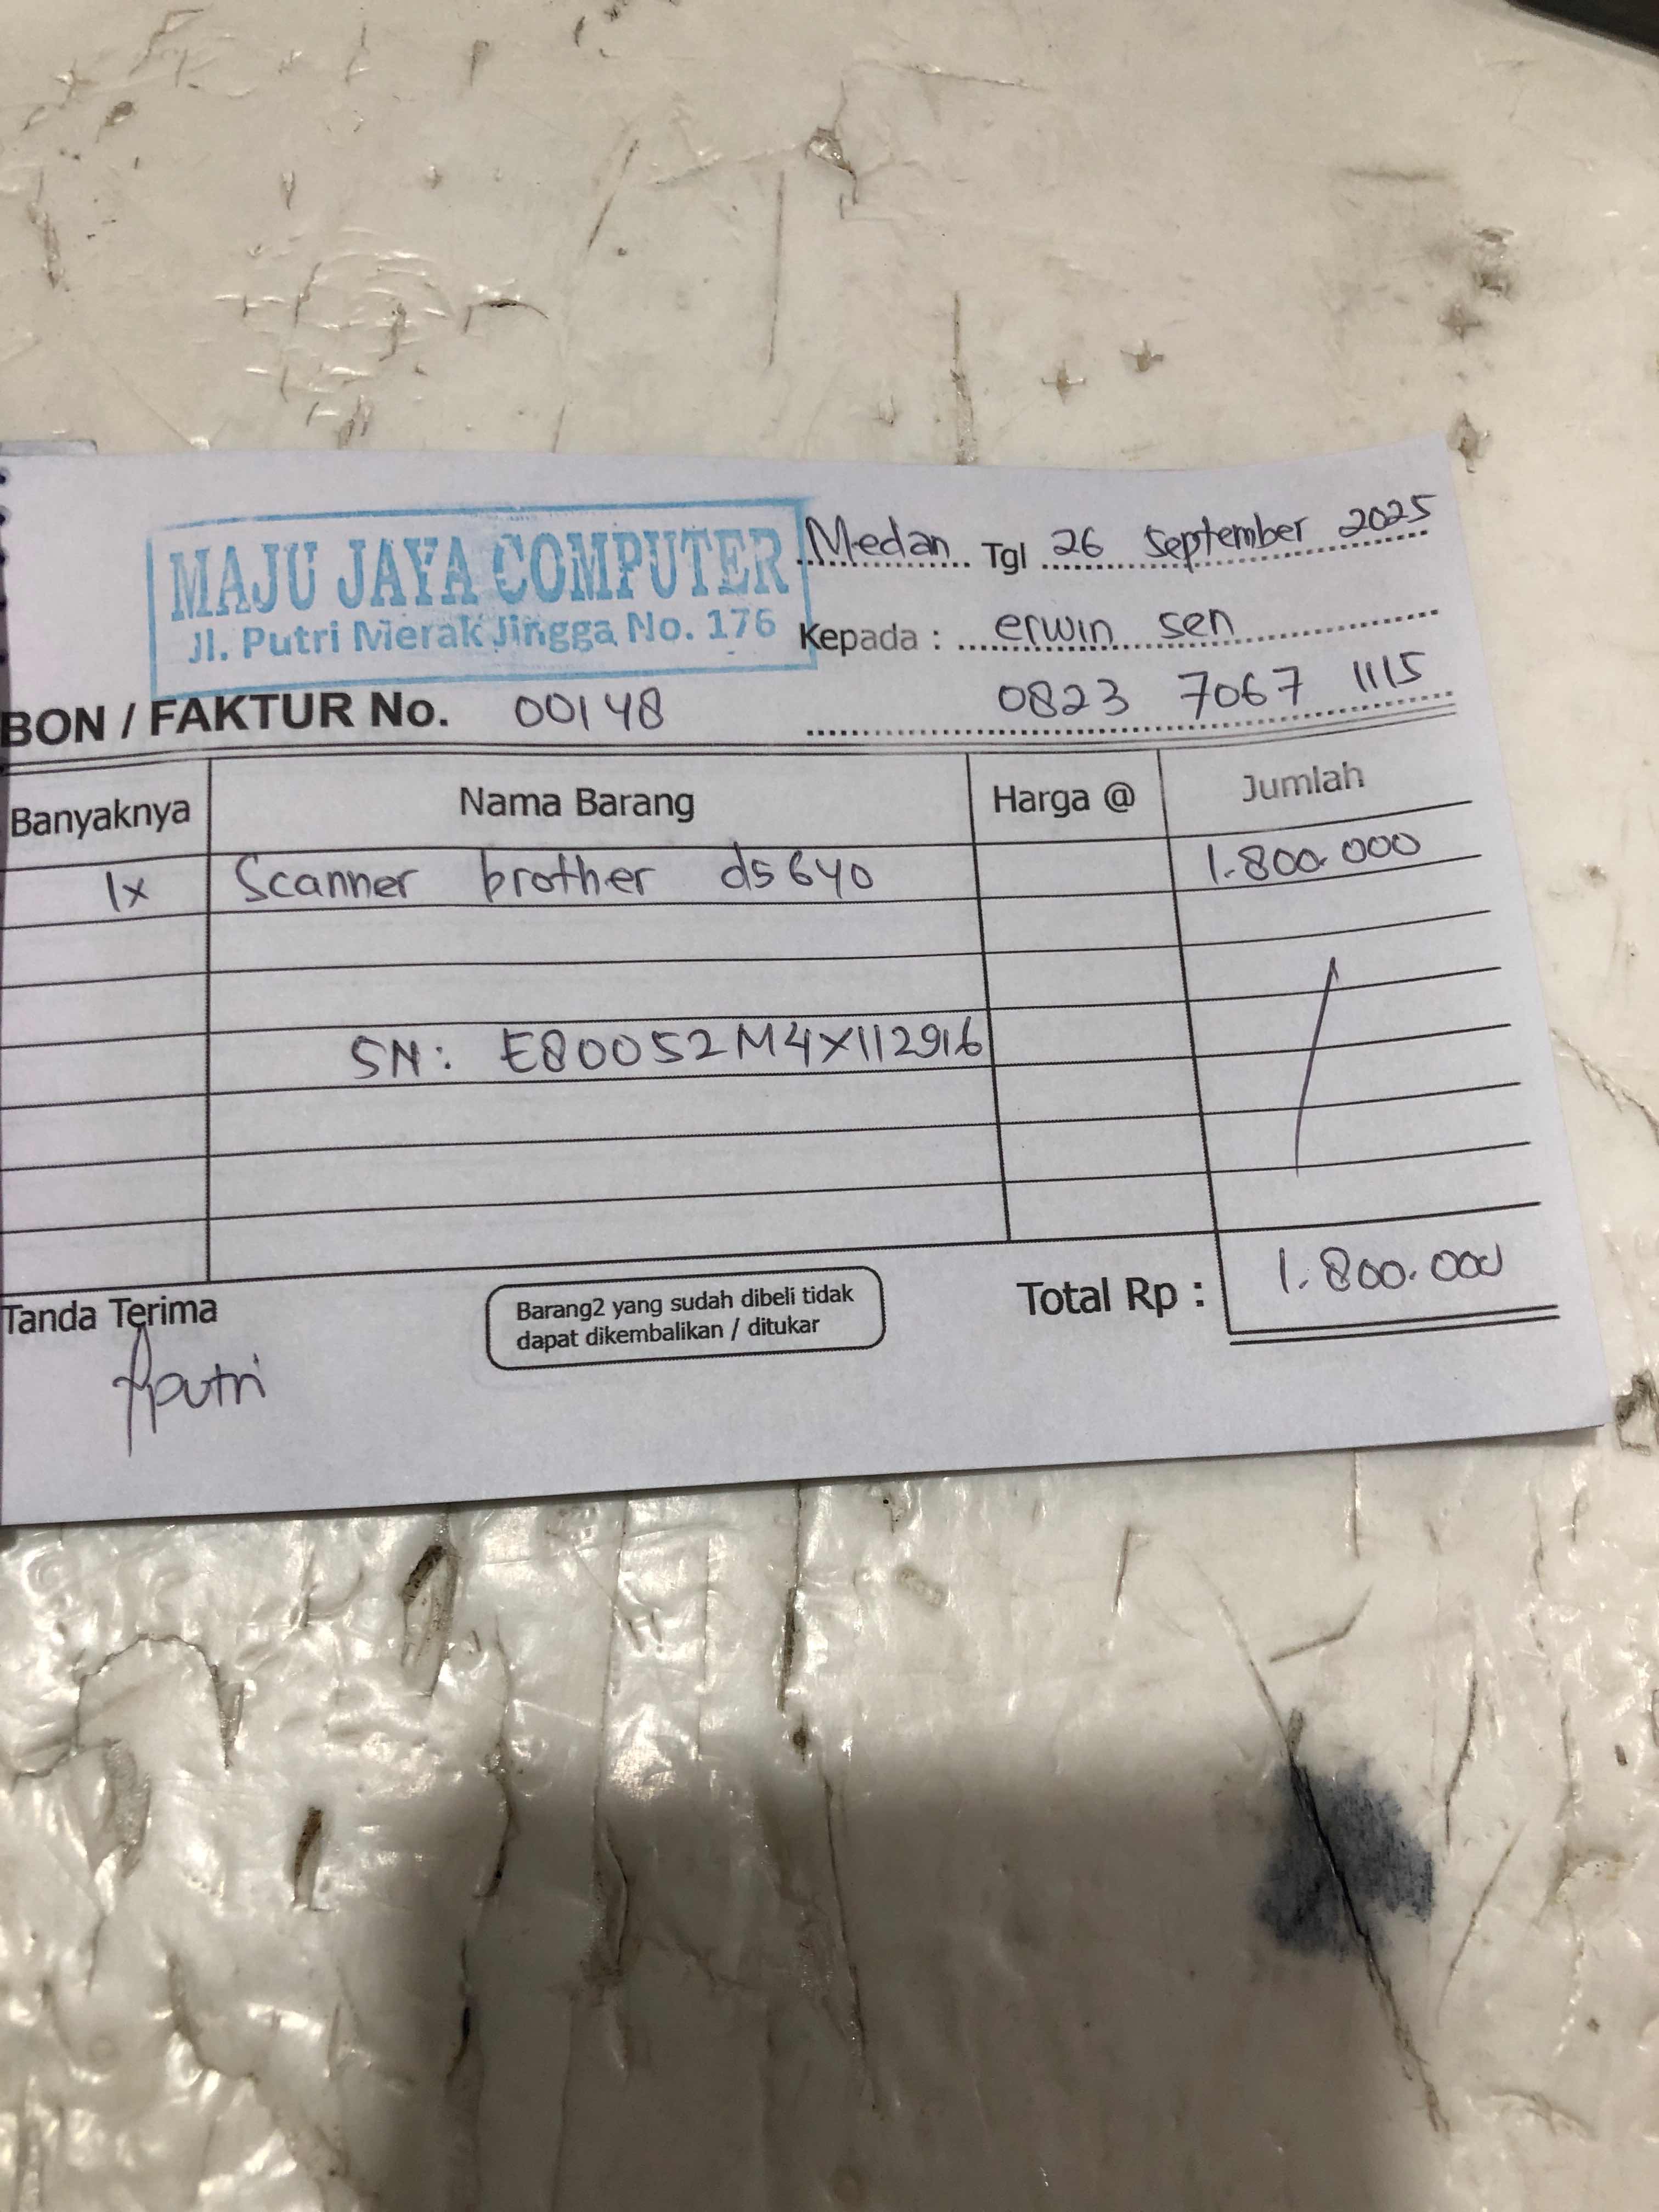 MAJU JAYA COMPUTER
Jl. Putri Merak Jingga No. 176
Medan Tgl 26 September 2025
Kepada : erwin sen
0823 7067 1115
BON / FAKTUR No. 00148
Banyaknya Nama Barang Harga @ Jumlah
1x Scanner brother ds640 1.800.000
SN: E80052M4X112916
Total Rp : 1.800.000
Tanda Terima
Barang2 yang sudah dibeli tidak
dapat dikembalikan / ditukar
putri